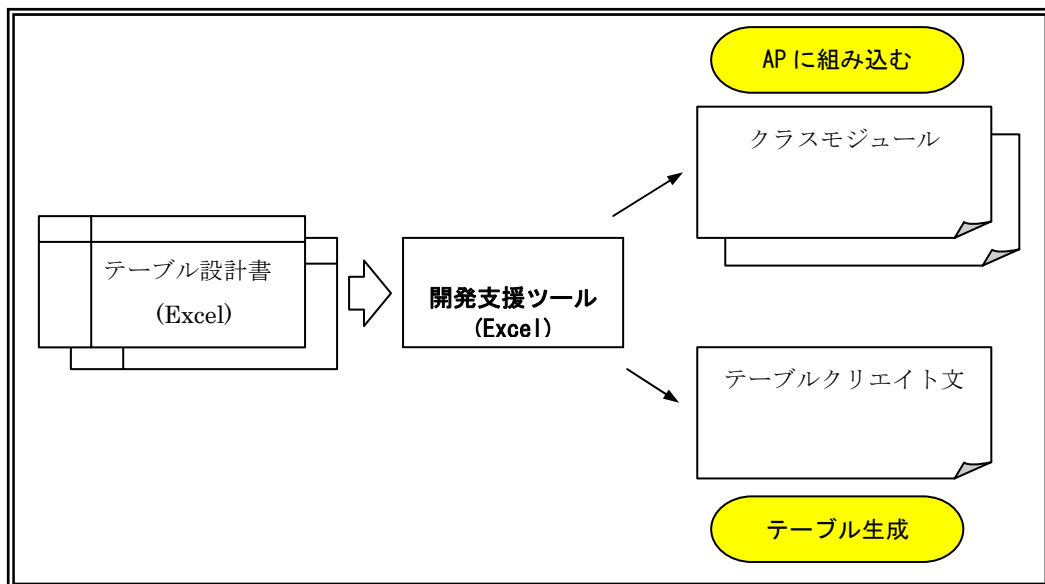 APに組み込む
クラスモジュール
テーブル設計書
(Excel)
開発支援ツール
(Excel)
テーブルクリエイト文
テーブル生成